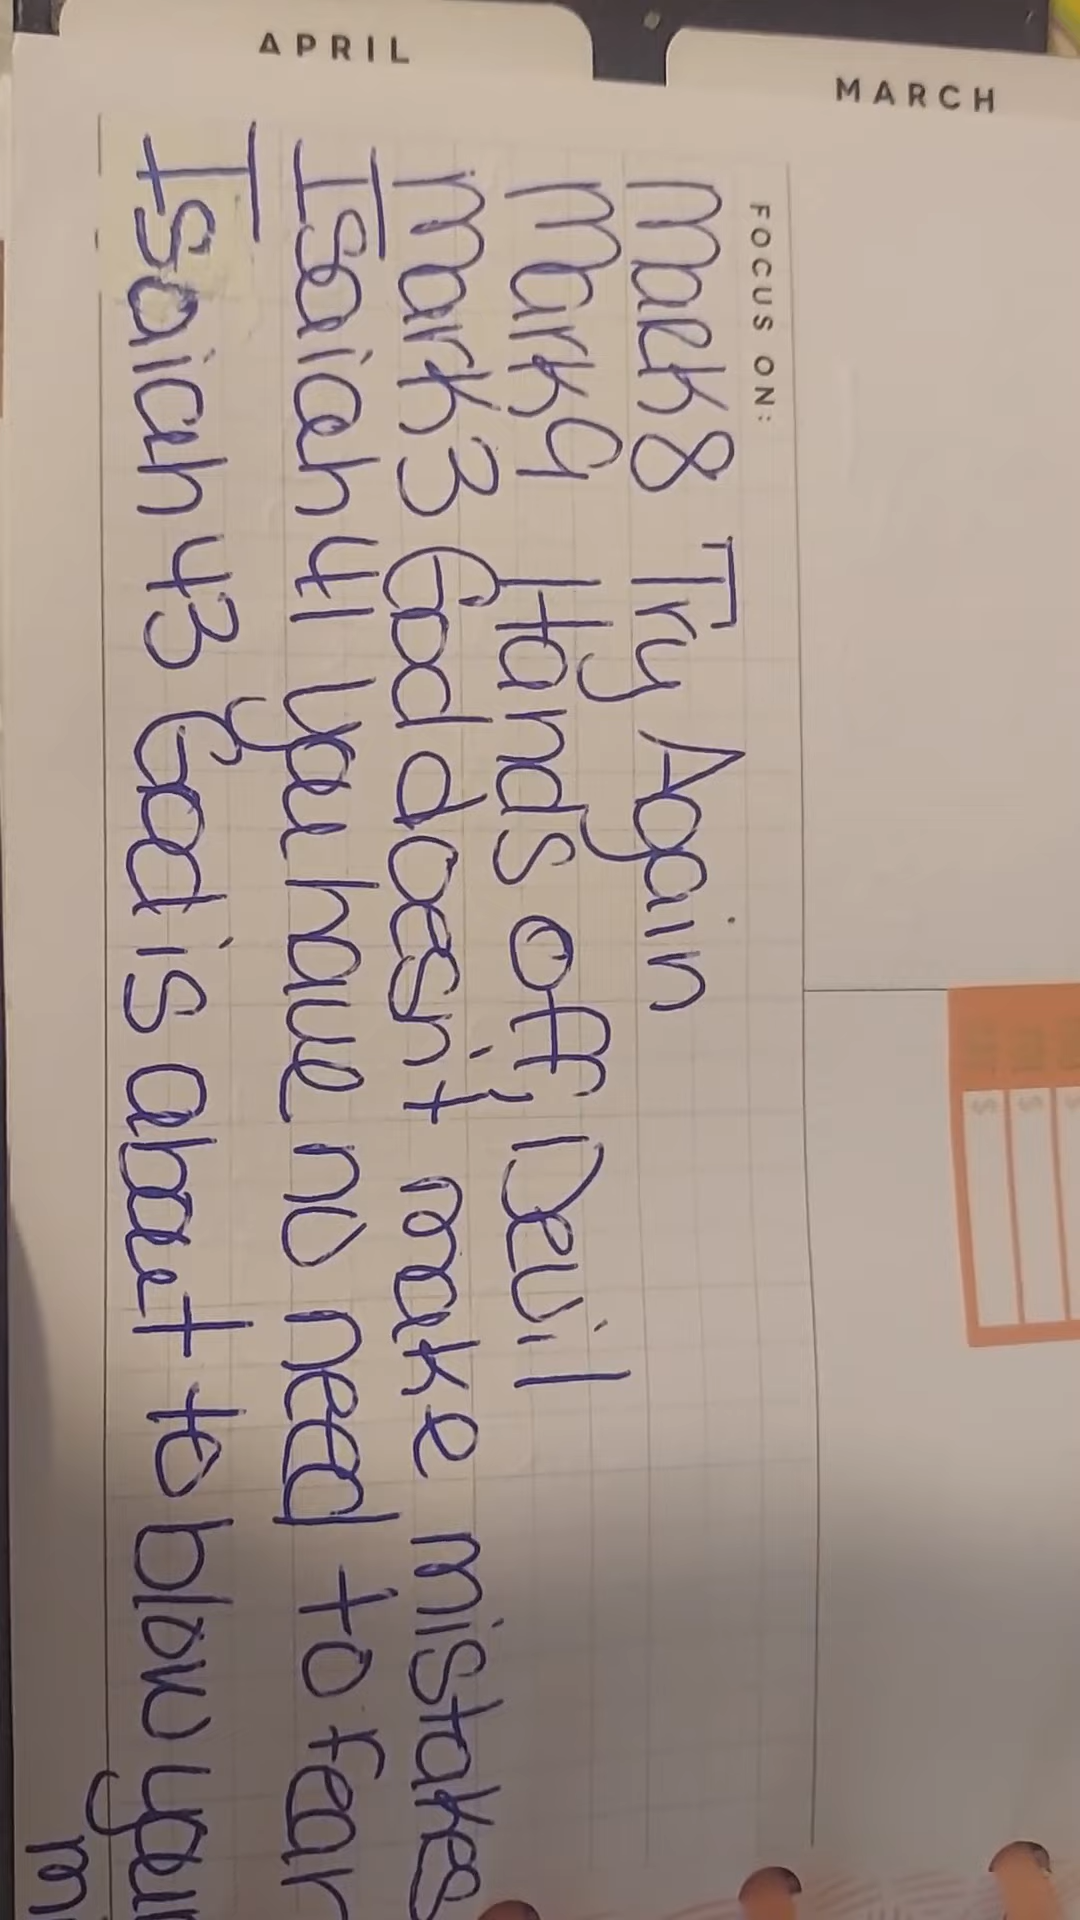 APRIL
MARCH
FOCUS ON:
Mark 8 Try Again
Mark 9 Hands off, Devil
Mark 3 God doesn't make mistakes
Isaiah 41 you have no need to fear
Isaiah 43 God is about to blow your